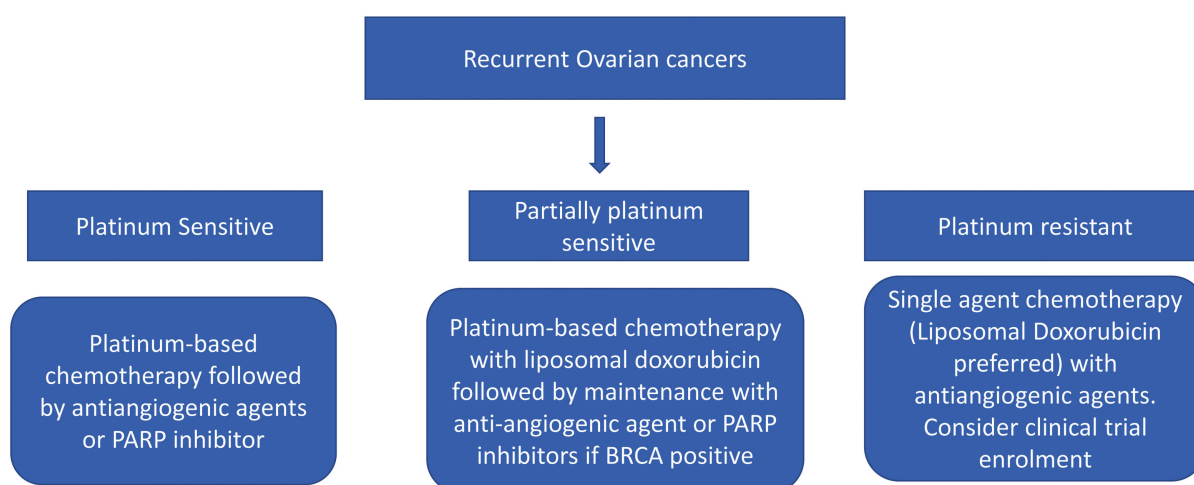 Recurrent Ovarian cancers
Platinum Sensitive
Partially platinum
sensitive
Platinum resistant
Platinum-based
chemotherapy followed
by antiangiogenic agents
or PARP inhibitor
Platinum-based chemotherapy
with liposomal doxorubicin
followed by maintenance with
anti-angiogenic agent or PARP
inhibitors if BRCA positive
Single agent chemotherapy
(Liposomal Doxorubicin
preferred) with
antiangiogenic agents.
Consider clinical trial
enrolment